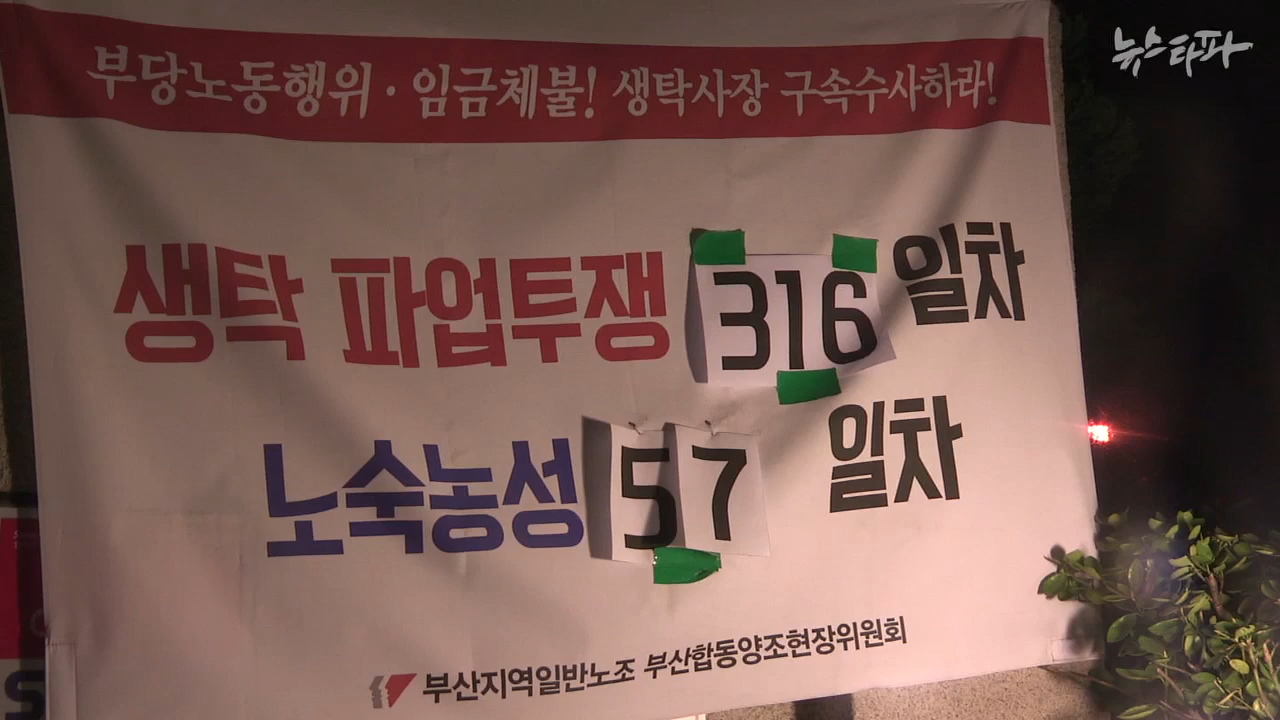 뉴스타파
부당노동행위·임금체불! 생탁사장 구속수사하라!
생탁 파업투쟁 316 일차
노숙농성 57 일차
부산지역일반노조 부산합동양조현장위원회